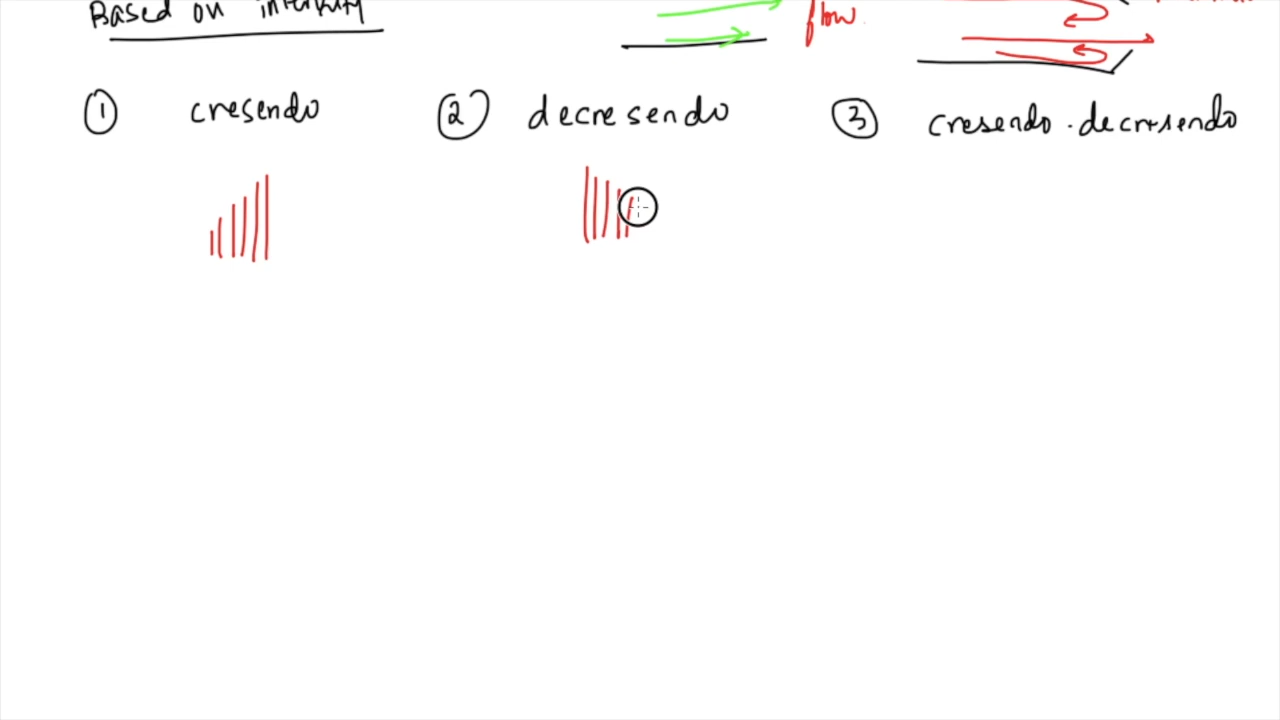 Based on intensity
flow
① cresendo ② decresendo ③ cresendo - decresendo